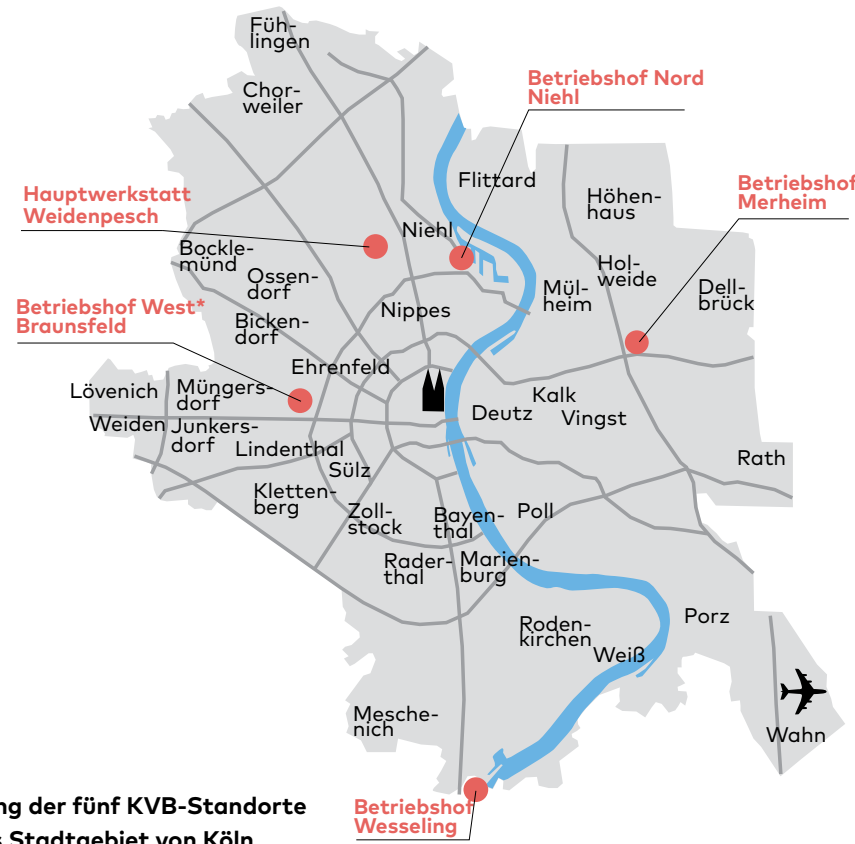 Füh-
lingen
Chor-
weiler
Betriebshof Nord
Niehl
Flittard
Höhen-
haus
Betriebshof
Merheim
Hauptwerkstatt
Weidenpesch
Niehl
Bockle-
münd
Ossen-
dorf
Hol-
weide
Mül-
heim
Dell-
brück
Betriebshof West*
Braunsfeld
Bicken-
dorf
Nippes
Ehrenfeld
Lövenich
Müngers-
dorf
Weiden
Junkers-
dorf
Lindenthal
Sülz
Deutz
Kalk
Vingst
Rath
Kletten-
berg
Zoll-
stock
Bayen-
thal
Poll
Rader-
thal
Marien-
burg
Roden-
kirchen
Weiß
Porz
Wahn
Mesche-
nich
Betriebshof
Wesseling
ng der fünf KVB-Standorte
s Stadtgebiet von Köln